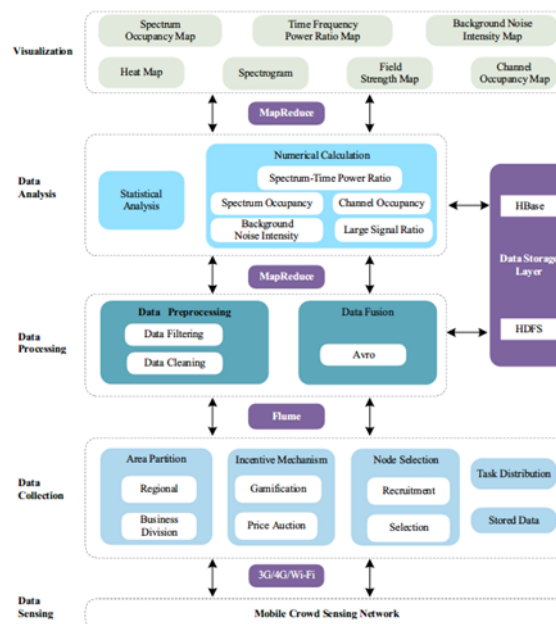 Spectrum
Occupancy Map
Time Frequency
Power Ratio Map
Background Noise
Intensity Map
Visualization
Heat Map
Spectrogram
Field
Strength Map
Channel
Occupancy Map
MapReduce
Data
Analysis
Statistical
Analysis
Numerical Calculation
Spectrum-Time Power Ratio
Spectrum Occupancy
Channel Occupancy
Background
Noise Intensity
Large Signal Ratio
HBase
Data Storage
Layer
HDFS
MapReduce
Data
Processing
Data Preprocessing
Data Filtering
Data Cleaning
Data Fusion
Avro
Flume
Data
Collection
Area Partition
Regional
Business
Division
Incentive Mechanism
Gamification
Price Auction
Node Selection
Recruitment
Selection
Task Distribution
Stored Data
3G/4G/Wi-Fi
Data
Sensing
Mobile Crowd Sensing Network